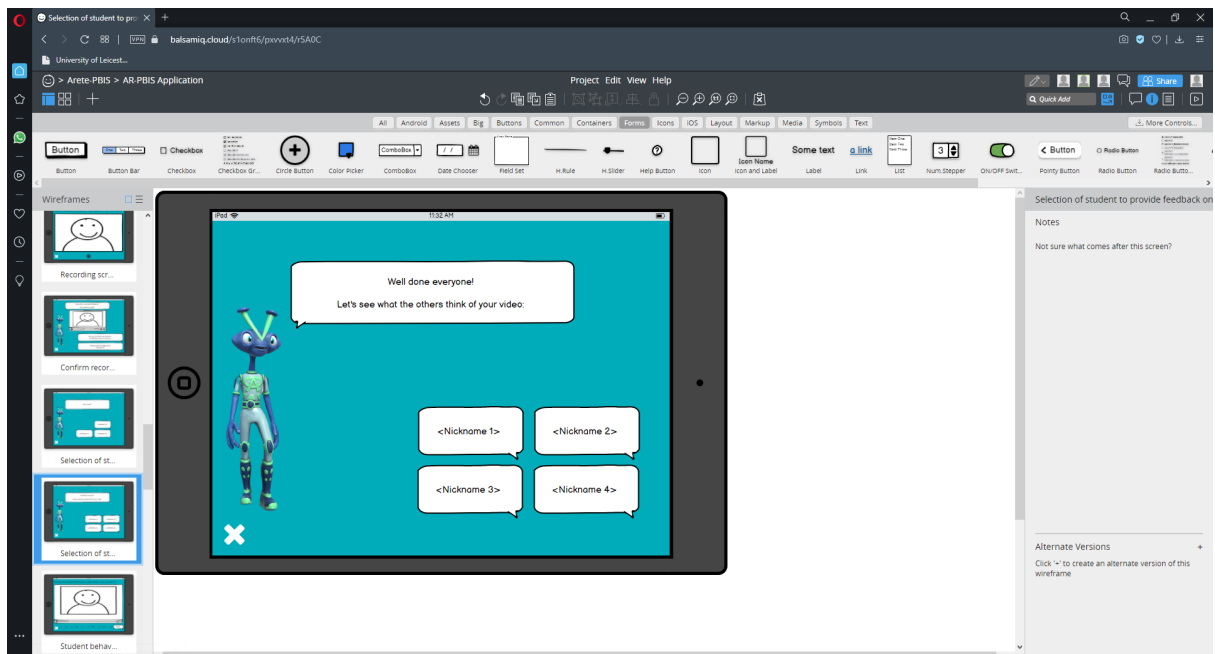 Selection of student to pro
88
VPN
balsamiq.cloud/s1onft6/pxvvxt4/r5A0C
University of Leicest...
> Arete-PBIS > AR-PBIS Application
Project Edit View Help
Share
Quick Add
All Android Assets Big Buttons Common Containers Forms Icons iOS Layout Markup Media Symbols Text
More Controls...
Button
Checkbox
ComboBox
/ /
Icon Name
Some text
a link
3
Button
Radio Button
Button
Button Bar
Checkbox
Checkbox Gr...
Circle Button
Color Picker
ComboBox
Date Chooser
Field Set
H.Rule
H.Slider
Help Button
Icon
Icon and Label
Label
Link
List
Num.Stepper
ON/OFF Swit...
Pointy Button
Radio Button
Radio Butto...
Wireframes
Recording scr...
Confirm recor...
Selection of st...
Selection of st...
Student behav...
iPod
11:32 AM
Well done everyone!
Let's see what the others think of your video:
<Nickname 1>
<Nickname 2>
<Nickname 3>
<Nickname 4>
Selection of student to provide feedback on
Notes
Not sure what comes after this screen?
Alternate Versions +
Click '+' to create an alternate version of this
wireframe